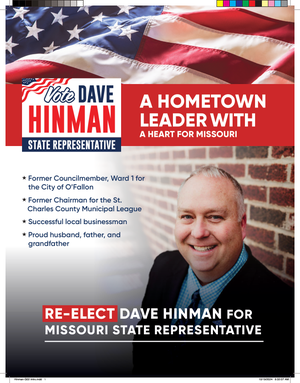 Vote DAVE
HINMAN
STATE REPRESENTATIVE
A HOMETOWN
LEADER WITH
A HEART FOR MISSOURI
★ Former Councilmember, Ward 1 for
the City of O'Fallon
★ Former Chairman for the St.
Charles County Municipal League
★ Successful local businessman
★ Proud husband, father, and
grandfather
RE-ELECT DAVE HINMAN FOR
MISSOURI STATE REPRESENTATIVE